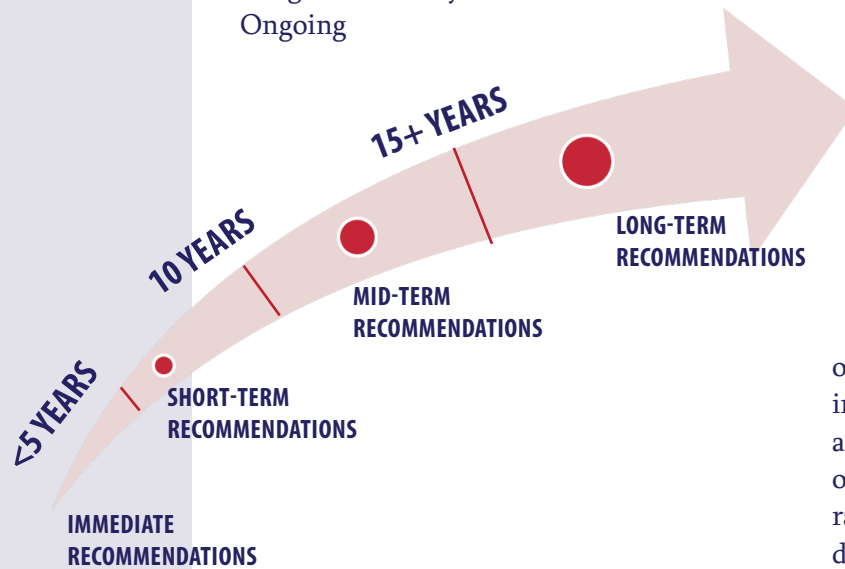 Ongoing
15+ YEARS
10 YEARS
<5 YEARS
LONG-TERM
RECOMMENDATIONS
MID-TERM
RECOMMENDATIONS
SHORT-TERM
RECOMMENDATIONS
IMMEDIATE
RECOMMENDATIONS